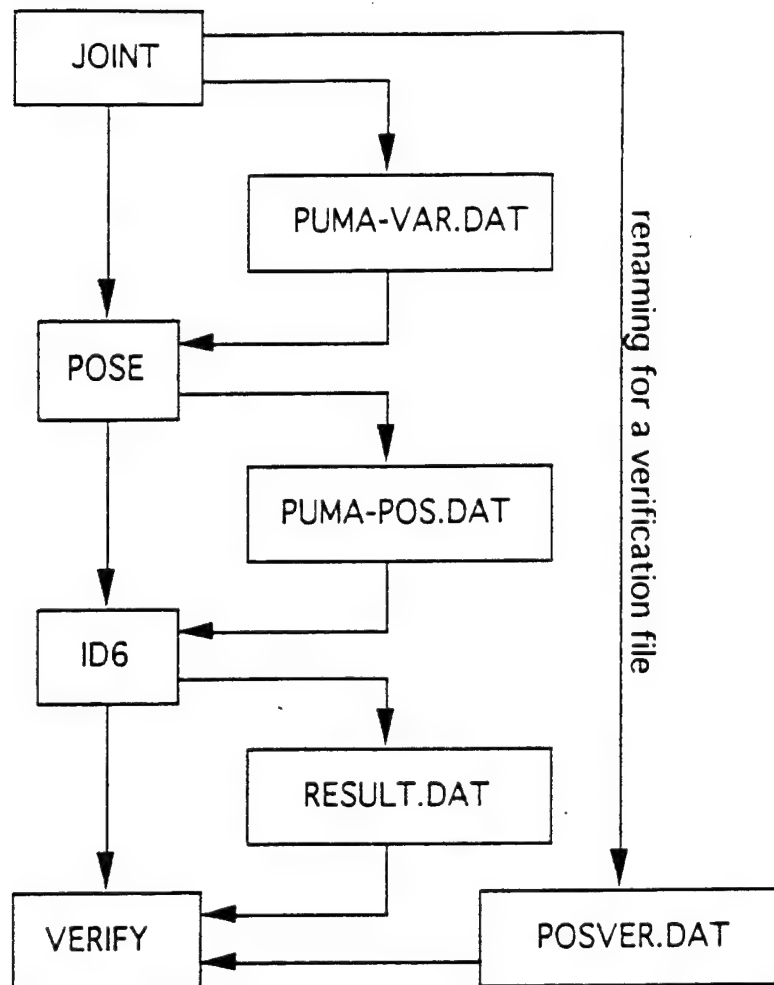 JOINT
PUMA-VAR.DAT
renaming for a verification file
POSE
PUMA-POS.DAT
ID6
RESULT.DAT
VERIFY
POSVER.DAT